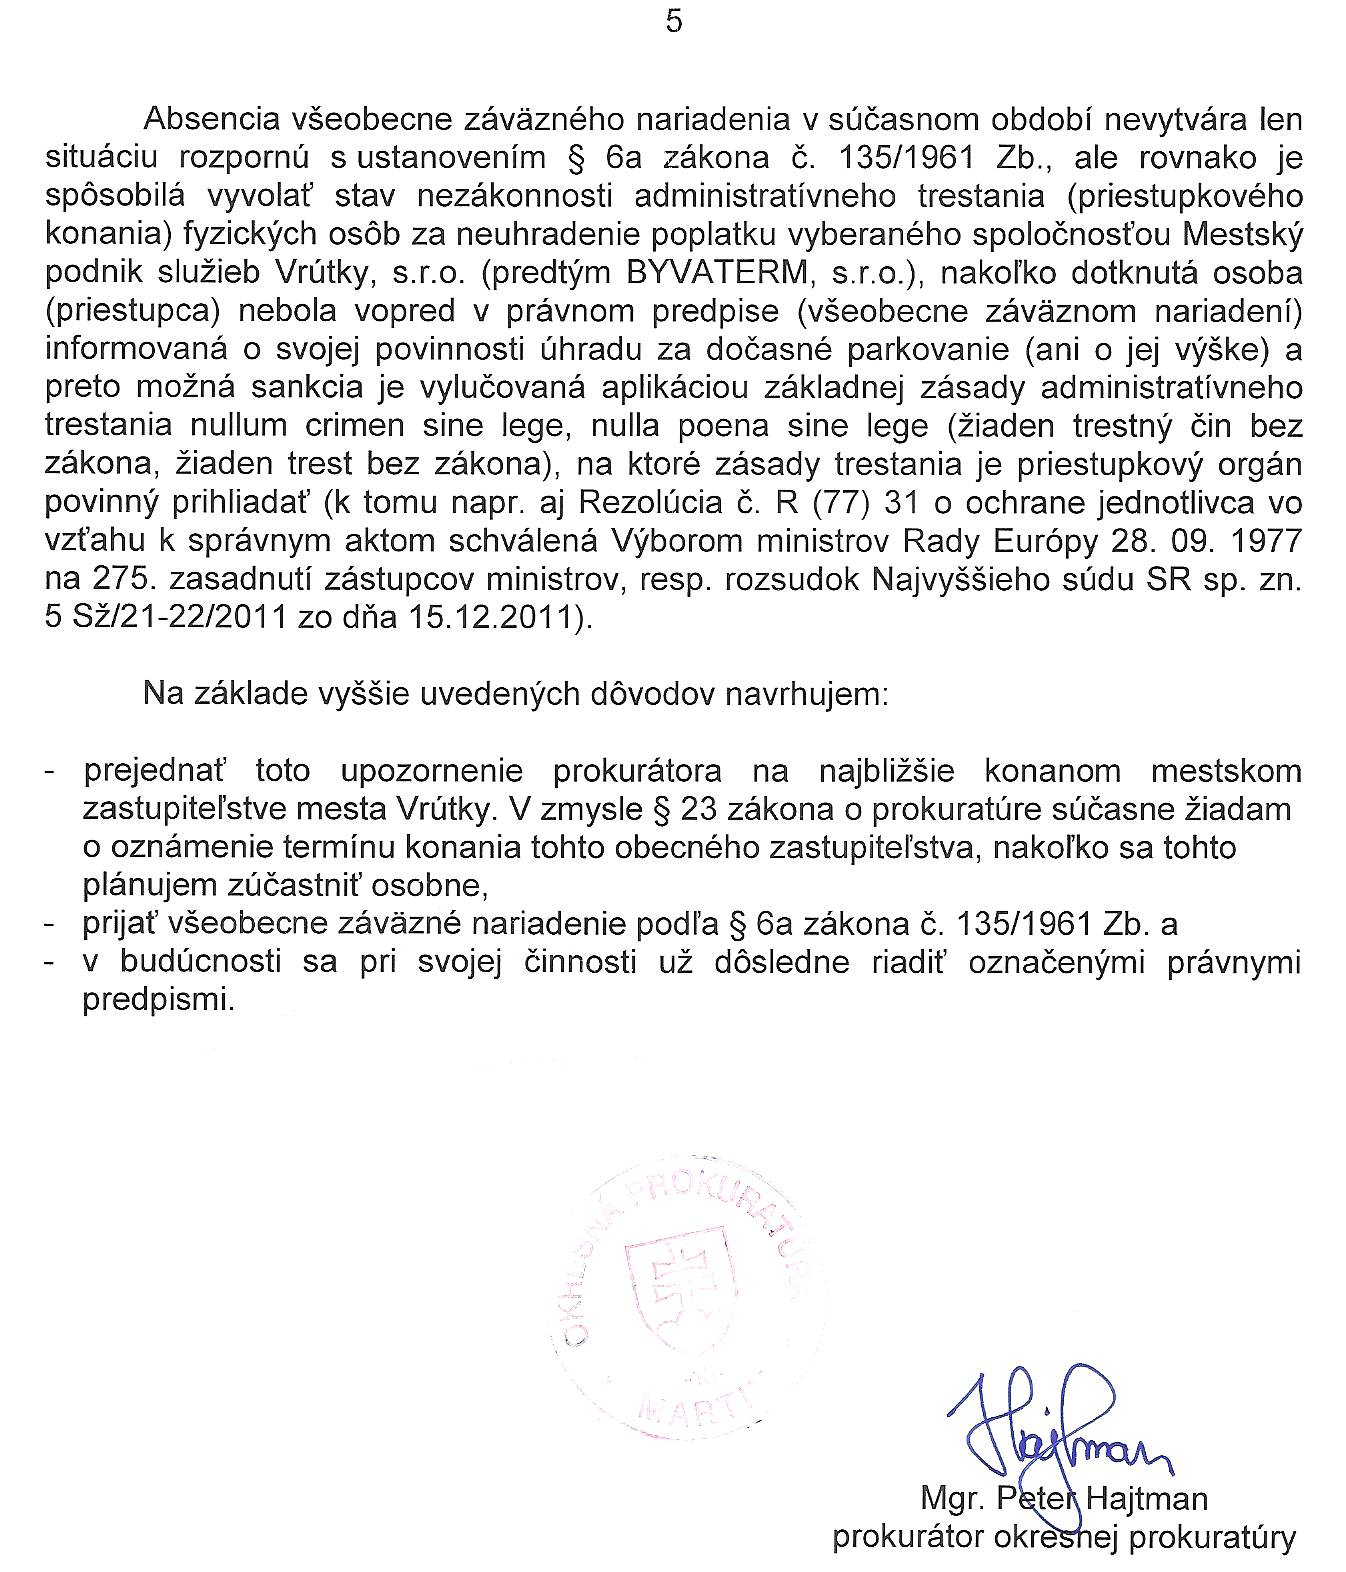 5
Absencia všeobecne záväzného nariadenia v súčasnom období nevytvára len
situáciu rozpornú s ustanovením § 6a zákona č. 135/1961 Zb., ale rovnako je
spôsobilá vyvolať stav nezákonnosti administratívneho trestania (priestupkového
konania) fyzických osôb za neuhradenie poplatku vyberaného spoločnosťou Mestský
podnik služieb Vrútky, s.r.o. (predtým BYVATERM, s.r.o.), nakoľko dotknutá osoba
(priestupca) nebola vopred v právnom predpise (všeobecne záväznom nariadení)
informovaná o svojej povinnosti úhradu za dočasné parkovanie (ani o jej výške) a
preto možná sankcia je vylučovaná aplikáciou základnej zásady administratívneho
trestania nullum crimen sine lege, nulla poena sine lege (žiaden trestný čin bez
zákona, žiaden trest bez zákona), na ktoré zásady trestania je priestupkový orgán
povinný prihliadať (k tomu napr. aj Rezolúcia č. R (77) 31 o ochrane jednotlivca vo
vzťahu k správnym aktom schválená Výborom ministrov Rady Európy 28. 09. 1977
na 275. zasadnutí zástupcov ministrov, resp. rozsudok Najvyššieho súdu SR sp. zn.
5 Sž/21-22/2011 zo dňa 15.12.2011).
Na základe vyššie uvedených dôvodov navrhujem:
- prejednať toto upozornenie prokurátora na najbližšie konanom mestskom
zastupiteľstve mesta Vrútky. V zmysle § 23 zákona o prokuratúre súčasne žiadam
o oznámenie termínu konania tohto obecného zastupiteľstva, nakoľko sa tohto
plánujem zúčastniť osobne,
- prijať všeobecne záväzné nariadenie podľa § 6a zákona č. 135/1961 Zb. a
- v budúcnosti sa pri svojej činnosti už dôsledne riadiť označenými právnymi
predpismi.
OKRESNÁ PROKURATÚRA
MARTIN
Hajtman
Mgr. Peter Hajtman
prokurátor okresnej prokuratúry